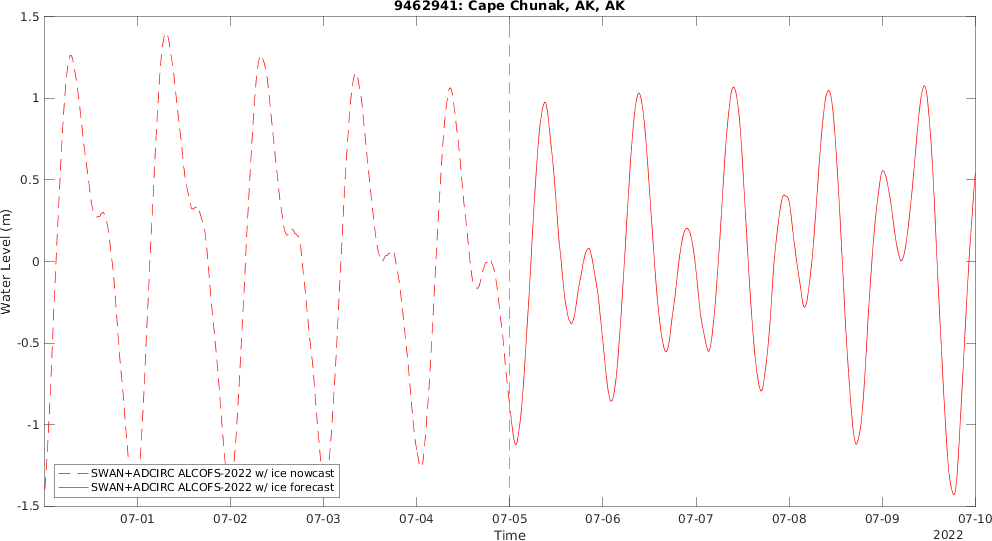 9462941: Cape Chunak, AK, AK
1.5
1
0.5
0
-0.5
-1
-1.5
Water Level (m)
SWAN+ADCIRC ALCOFS-2022 w/ ice nowcast
SWAN+ADCIRC ALCOFS-2022 w/ ice forecast
07-01 07-02 07-03 07-04 07-05 07-06 07-07 07-08 07-09 07-10
Time
2022